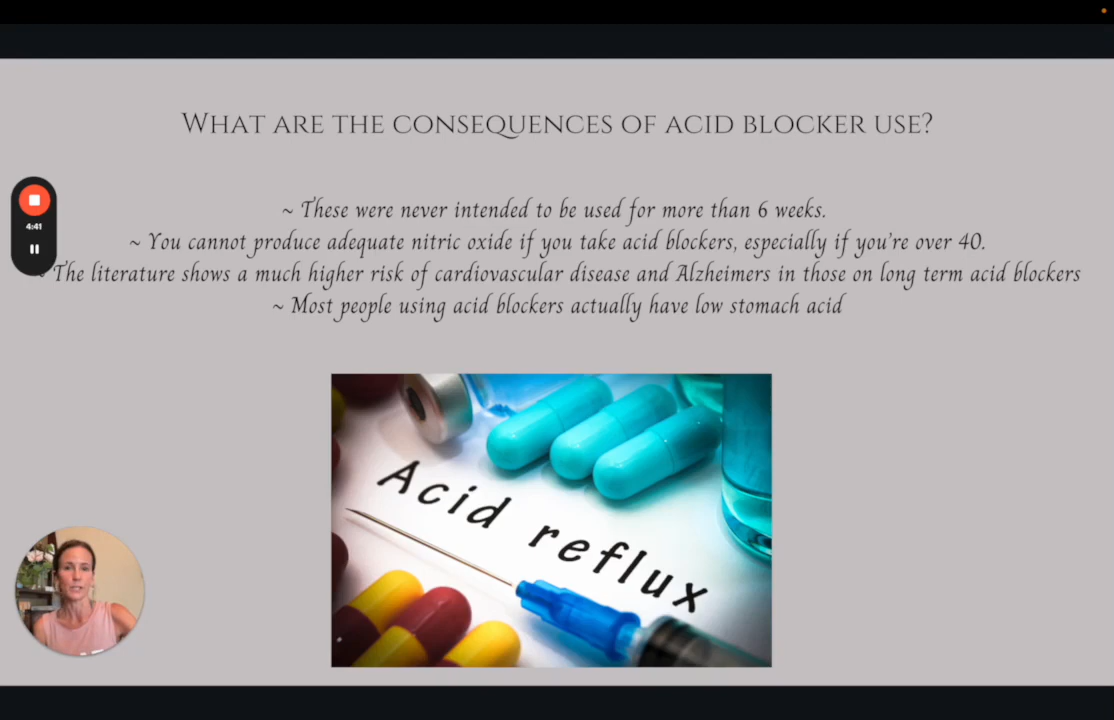 What are the consequences of acid blocker use?
~ These were never intended to be used for more than 6 weeks.
~ You cannot produce adequate nitric oxide if you take acid blockers, especially if you're over 40.
~ The literature shows a much higher risk of cardiovascular disease and Alzheimers in those on long term acid blockers
~ Most people using acid blockers actually have low stomach acid
4:41
Acid reflux